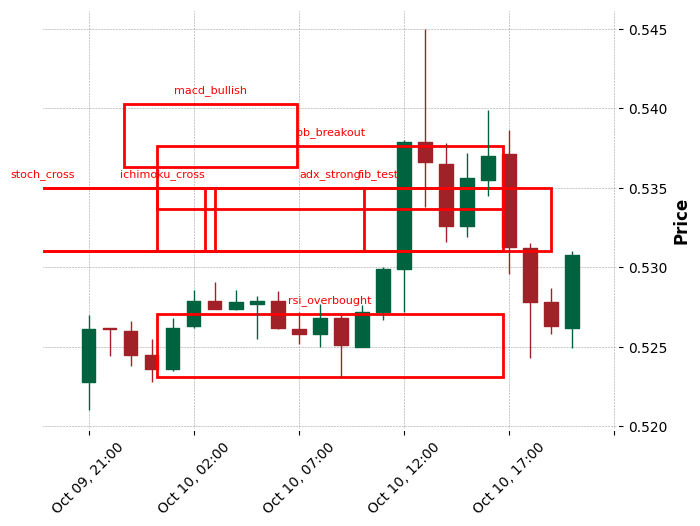 0.545
macd_bullish
0.540
bb_breakout
stoch_cross ichimoku_cross adx_strong fib_test
0.535
Price
0.530
rsi_overbought
0.525
0.520
Oct 09, 21:00
Oct 10, 02:00
Oct 10, 07:00
Oct 10, 12:00
Oct 10, 17:00